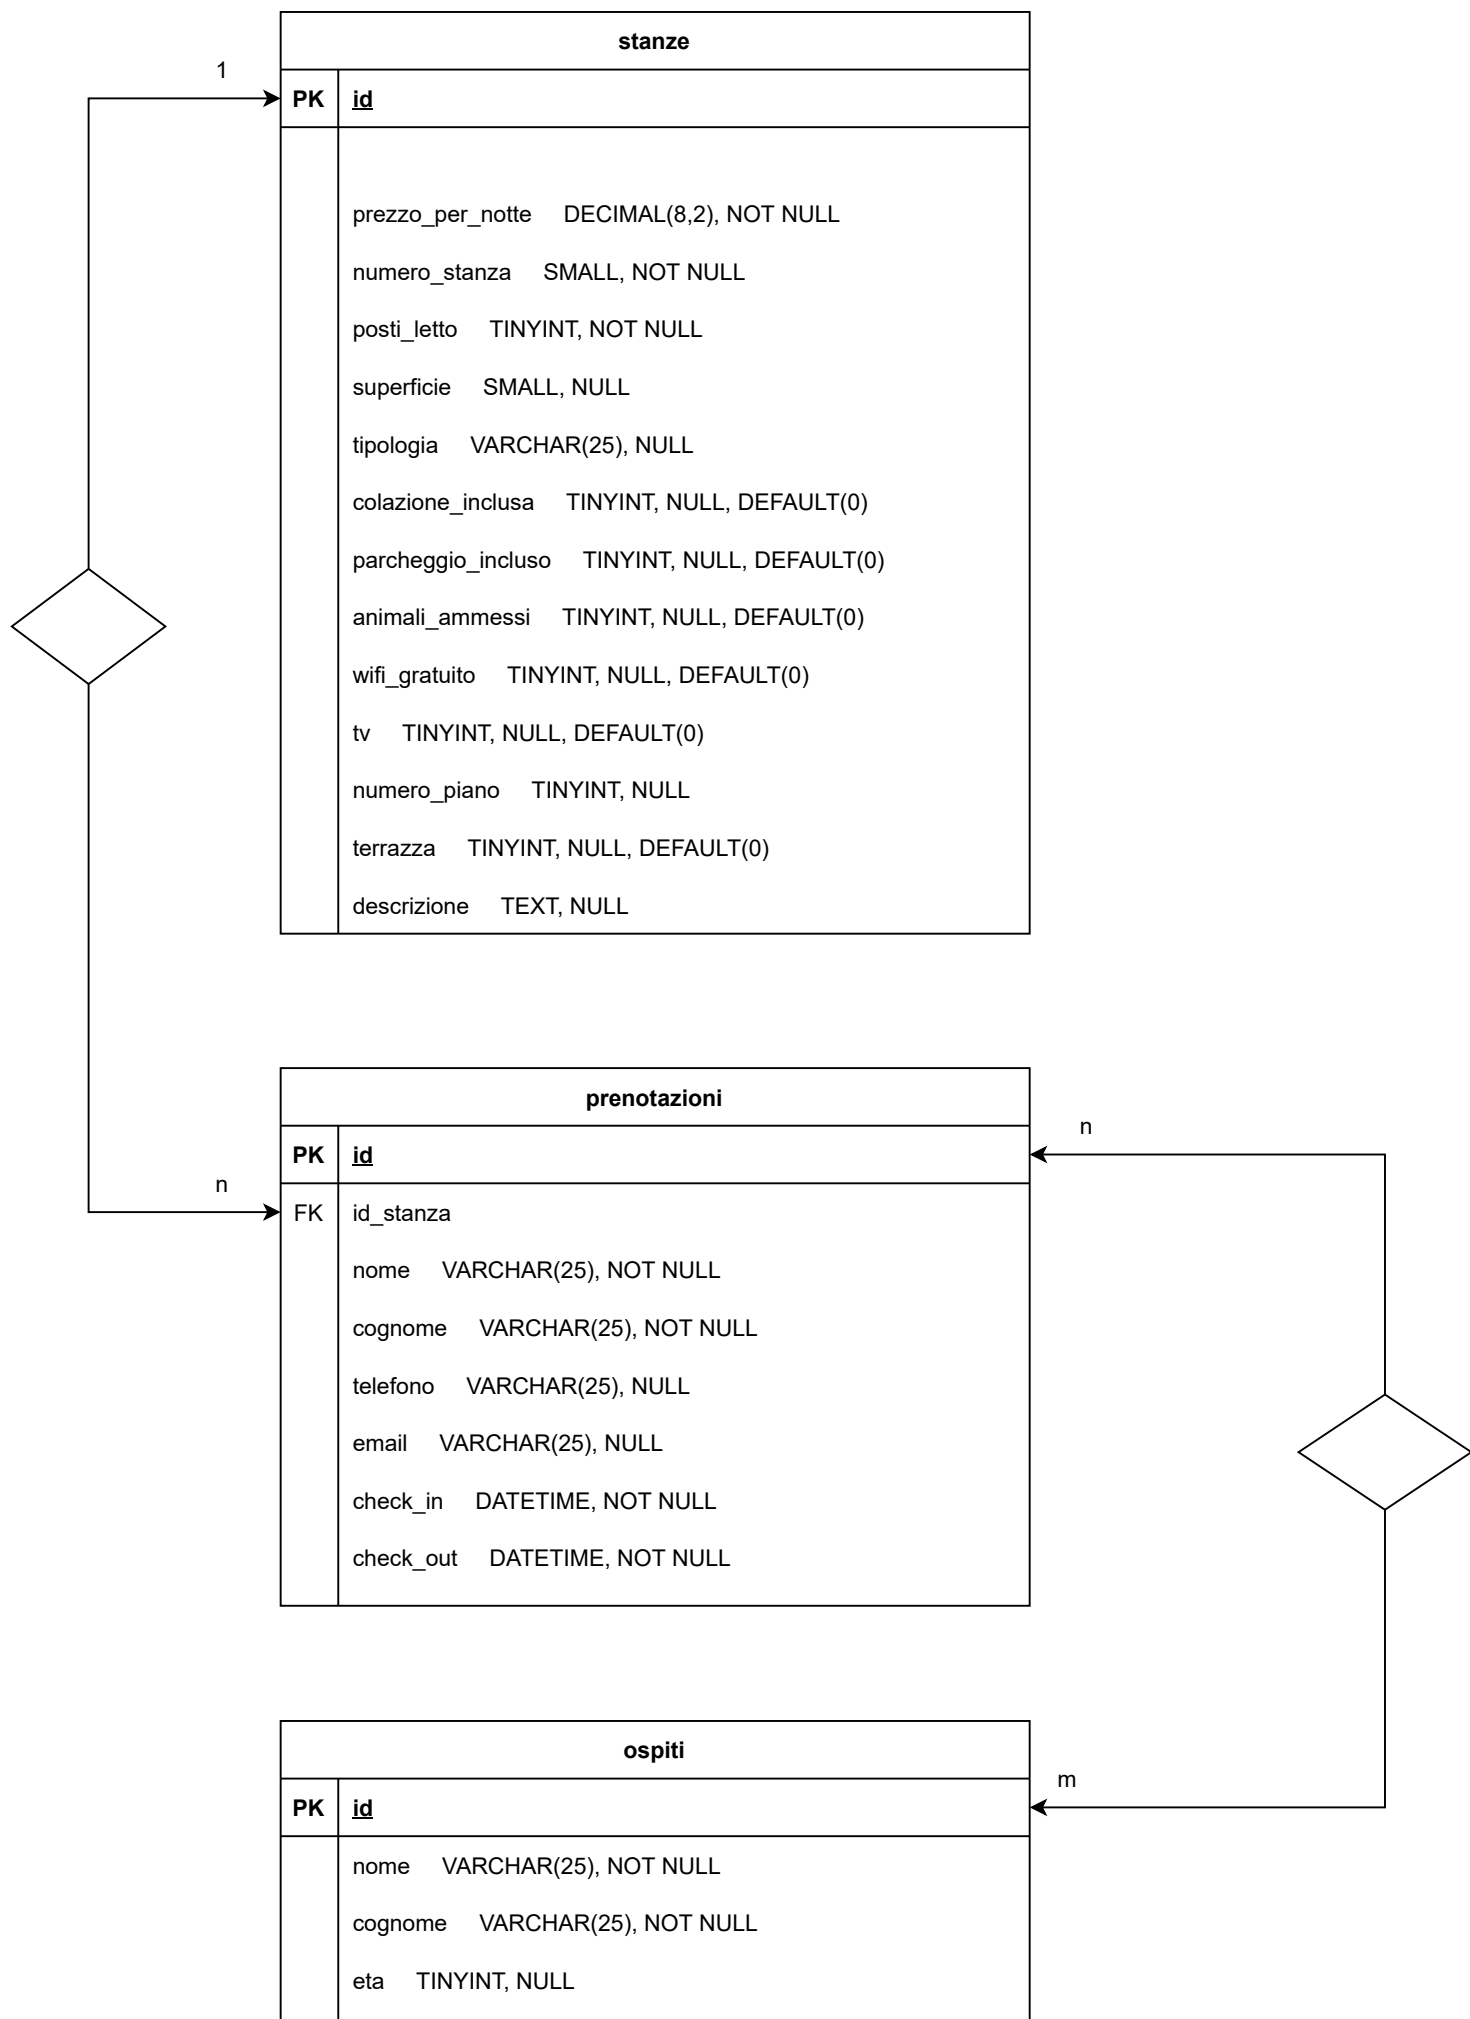 stanze
1
PK id
prezzo_per_notte DECIMAL(8,2), NOT NULL
numero_stanza SMALL, NOT NULL
posti_letto TINYINT, NOT NULL
superficie SMALL, NULL
tipologia VARCHAR(25), NULL
colazione_inclusa TINYINT, NULL, DEFAULT(0)
parcheggio_incluso TINYINT, NULL, DEFAULT(0)
animali_ammessi TINYINT, NULL, DEFAULT(0)
wifi_gratuito TINYINT, NULL, DEFAULT(0)
tv TINYINT, NULL, DEFAULT(0)
numero_piano TINYINT, NULL
terrazza TINYINT, NULL, DEFAULT(0)
descrizione TEXT, NULL
prenotazioni
n
PK id
n
FK id_stanza
nome VARCHAR(25), NOT NULL
cognome VARCHAR(25), NOT NULL
telefono VARCHAR(25), NULL
email VARCHAR(25), NULL
check_in DATETIME, NOT NULL
check_out DATETIME, NOT NULL
ospiti
m
PK id
nome VARCHAR(25), NOT NULL
cognome VARCHAR(25), NOT NULL
eta TINYINT, NULL